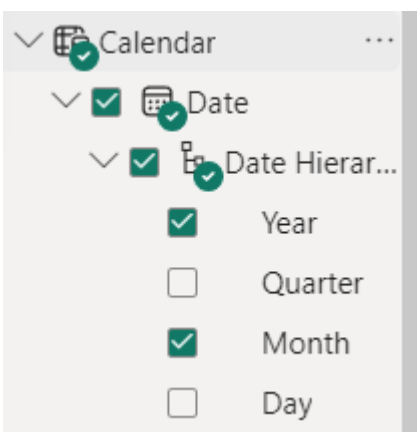 Calendar
Date
Date Hierar...
Year
Quarter
Month
Day